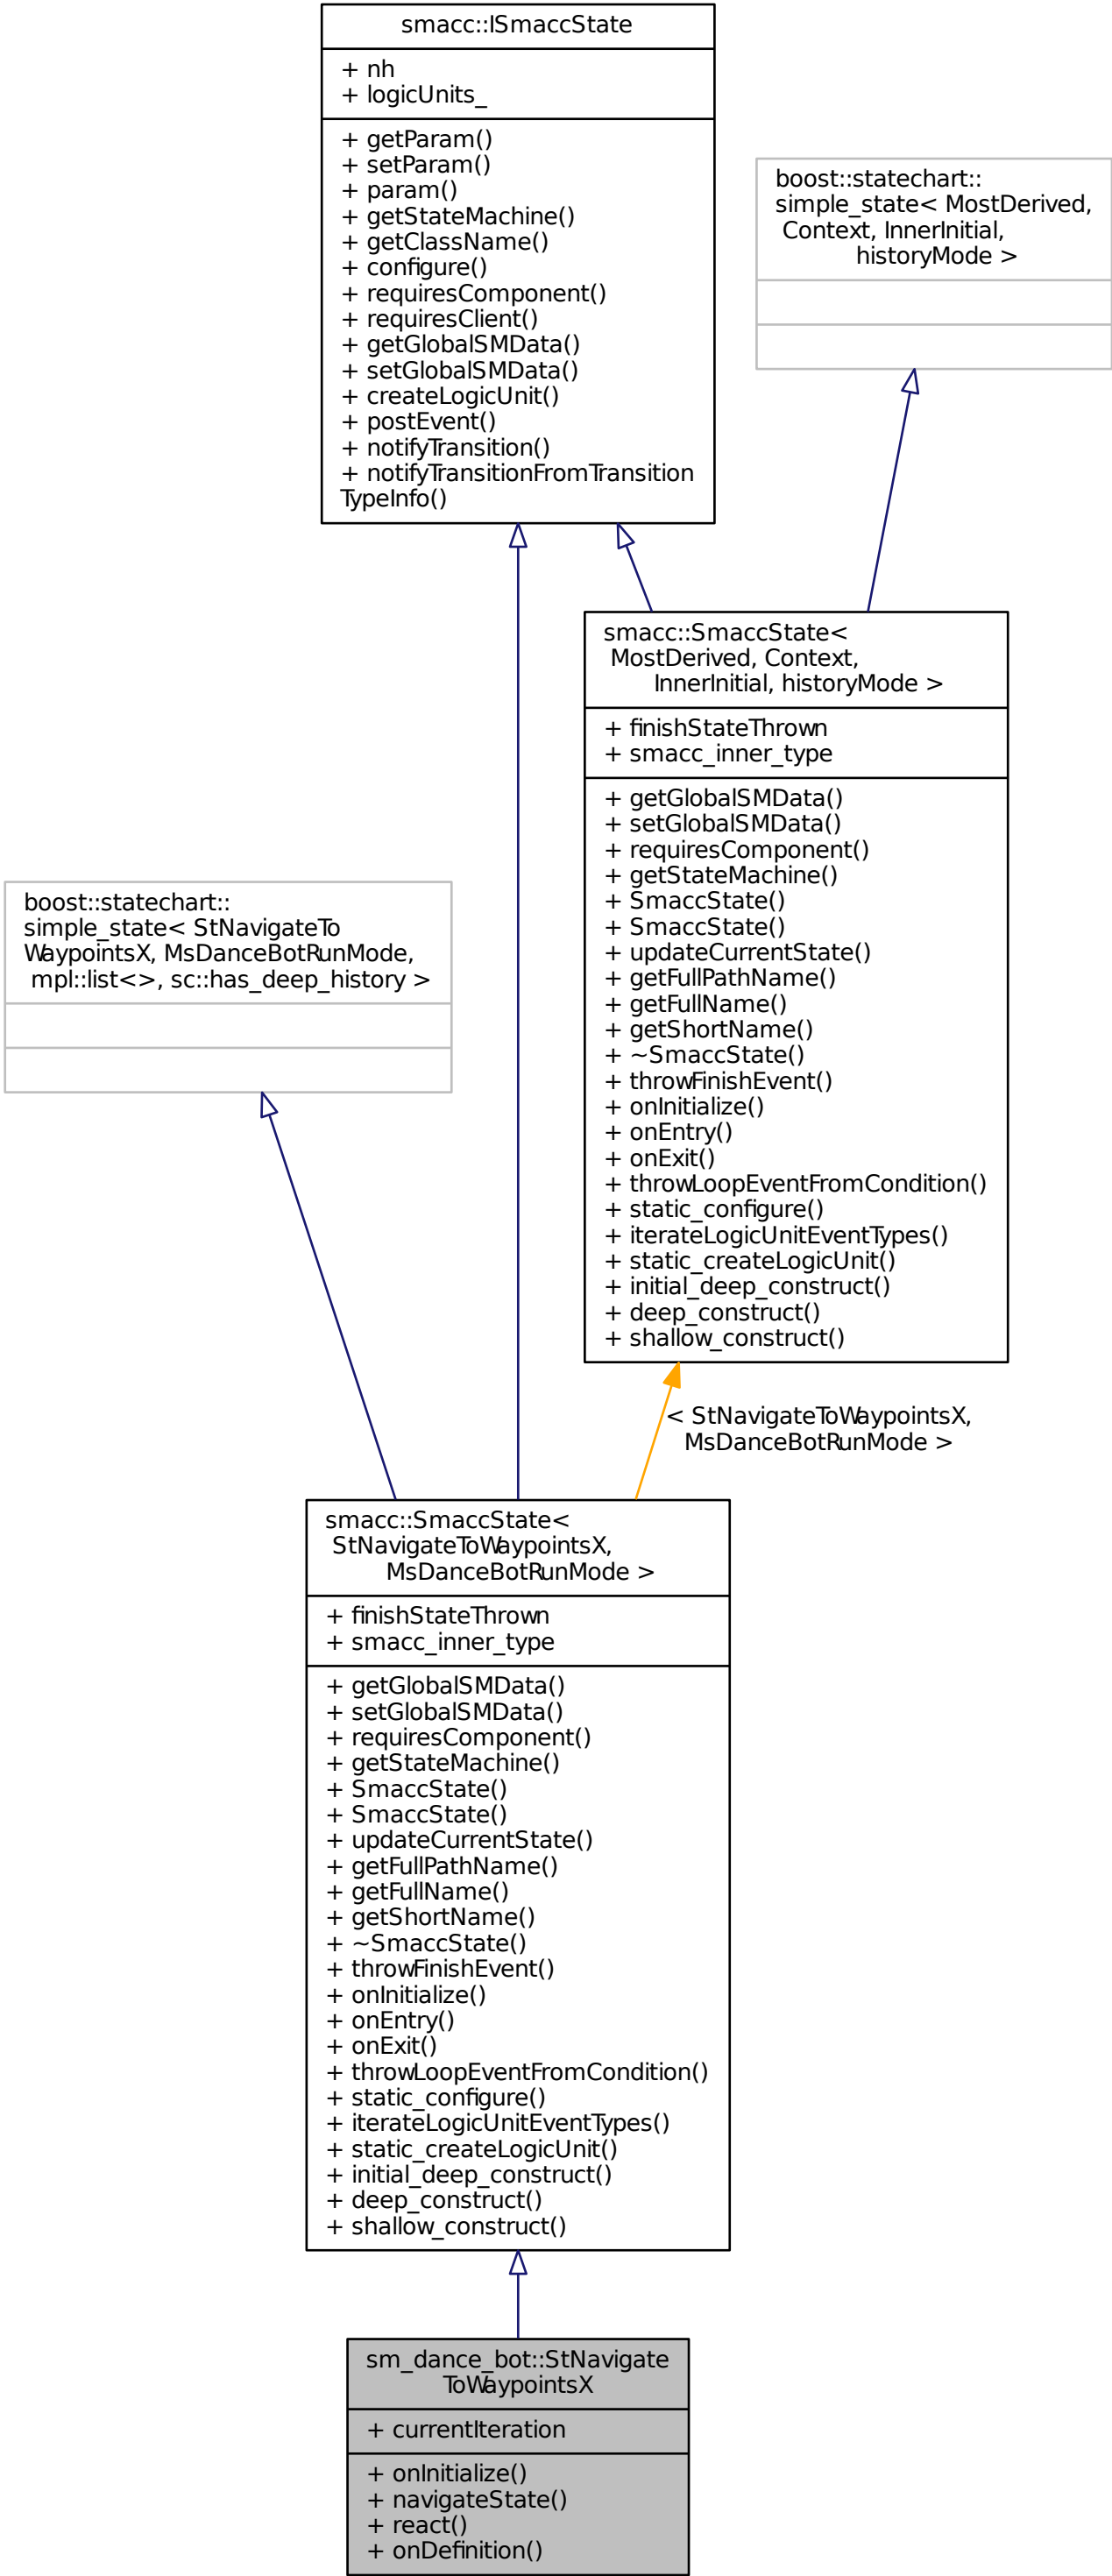 smacc::ISmaccState
+ nh
+ logicUnits_
+ getParam()
+ setParam()
+ param()
+ getStateMachine()
+ getClassName()
+ configure()
+ requiresComponent()
+ requiresClient()
+ getGlobalSMData()
+ setGlobalSMData()
+ createLogicUnit()
+ postEvent()
+ notifyTransition()
+ notifyTransitionFromTransition
TypeInfo()
boost::statechart::
simple_state< MostDerived,
Context, InnerInitial,
historyMode >
smacc::SmaccState<
MostDerived, Context,
InnerInitial, historyMode >
+ finishStateThrown
+ smacc_inner_type
+ getGlobalSMData()
+ setGlobalSMData()
+ requiresComponent()
+ getStateMachine()
+ SmaccState()
+ SmaccState()
+ updateCurrentState()
+ getFullPathName()
+ getFullName()
+ getShortName()
+ ~SmaccState()
+ throwFinishEvent()
+ onInitialize()
+ onEntry()
+ onExit()
+ throwLoopEventFromCondition()
+ static_configure()
+ iterateLogicUnitEventTypes()
+ static_createLogicUnit()
+ initial_deep_construct()
+ deep_construct()
+ shallow_construct()
boost::statechart::
simple_state< StNavigateTo
WaypointsX, MsDanceBotRunMode,
mpl::list<>, sc::has_deep_history >
< StNavigateToWaypointsX,
MsDanceBotRunMode >
smacc::SmaccState<
StNavigateToWaypointsX,
MsDanceBotRunMode >
+ finishStateThrown
+ smacc_inner_type
+ getGlobalSMData()
+ setGlobalSMData()
+ requiresComponent()
+ getStateMachine()
+ SmaccState()
+ SmaccState()
+ updateCurrentState()
+ getFullPathName()
+ getFullName()
+ getShortName()
+ ~SmaccState()
+ throwFinishEvent()
+ onInitialize()
+ onEntry()
+ onExit()
+ throwLoopEventFromCondition()
+ static_configure()
+ iterateLogicUnitEventTypes()
+ static_createLogicUnit()
+ initial_deep_construct()
+ deep_construct()
+ shallow_construct()
sm_dance_bot::StNavigate
ToWaypointsX
+ currentIteration
+ onInitialize()
+ navigateState()
+ react()
+ onDefinition()